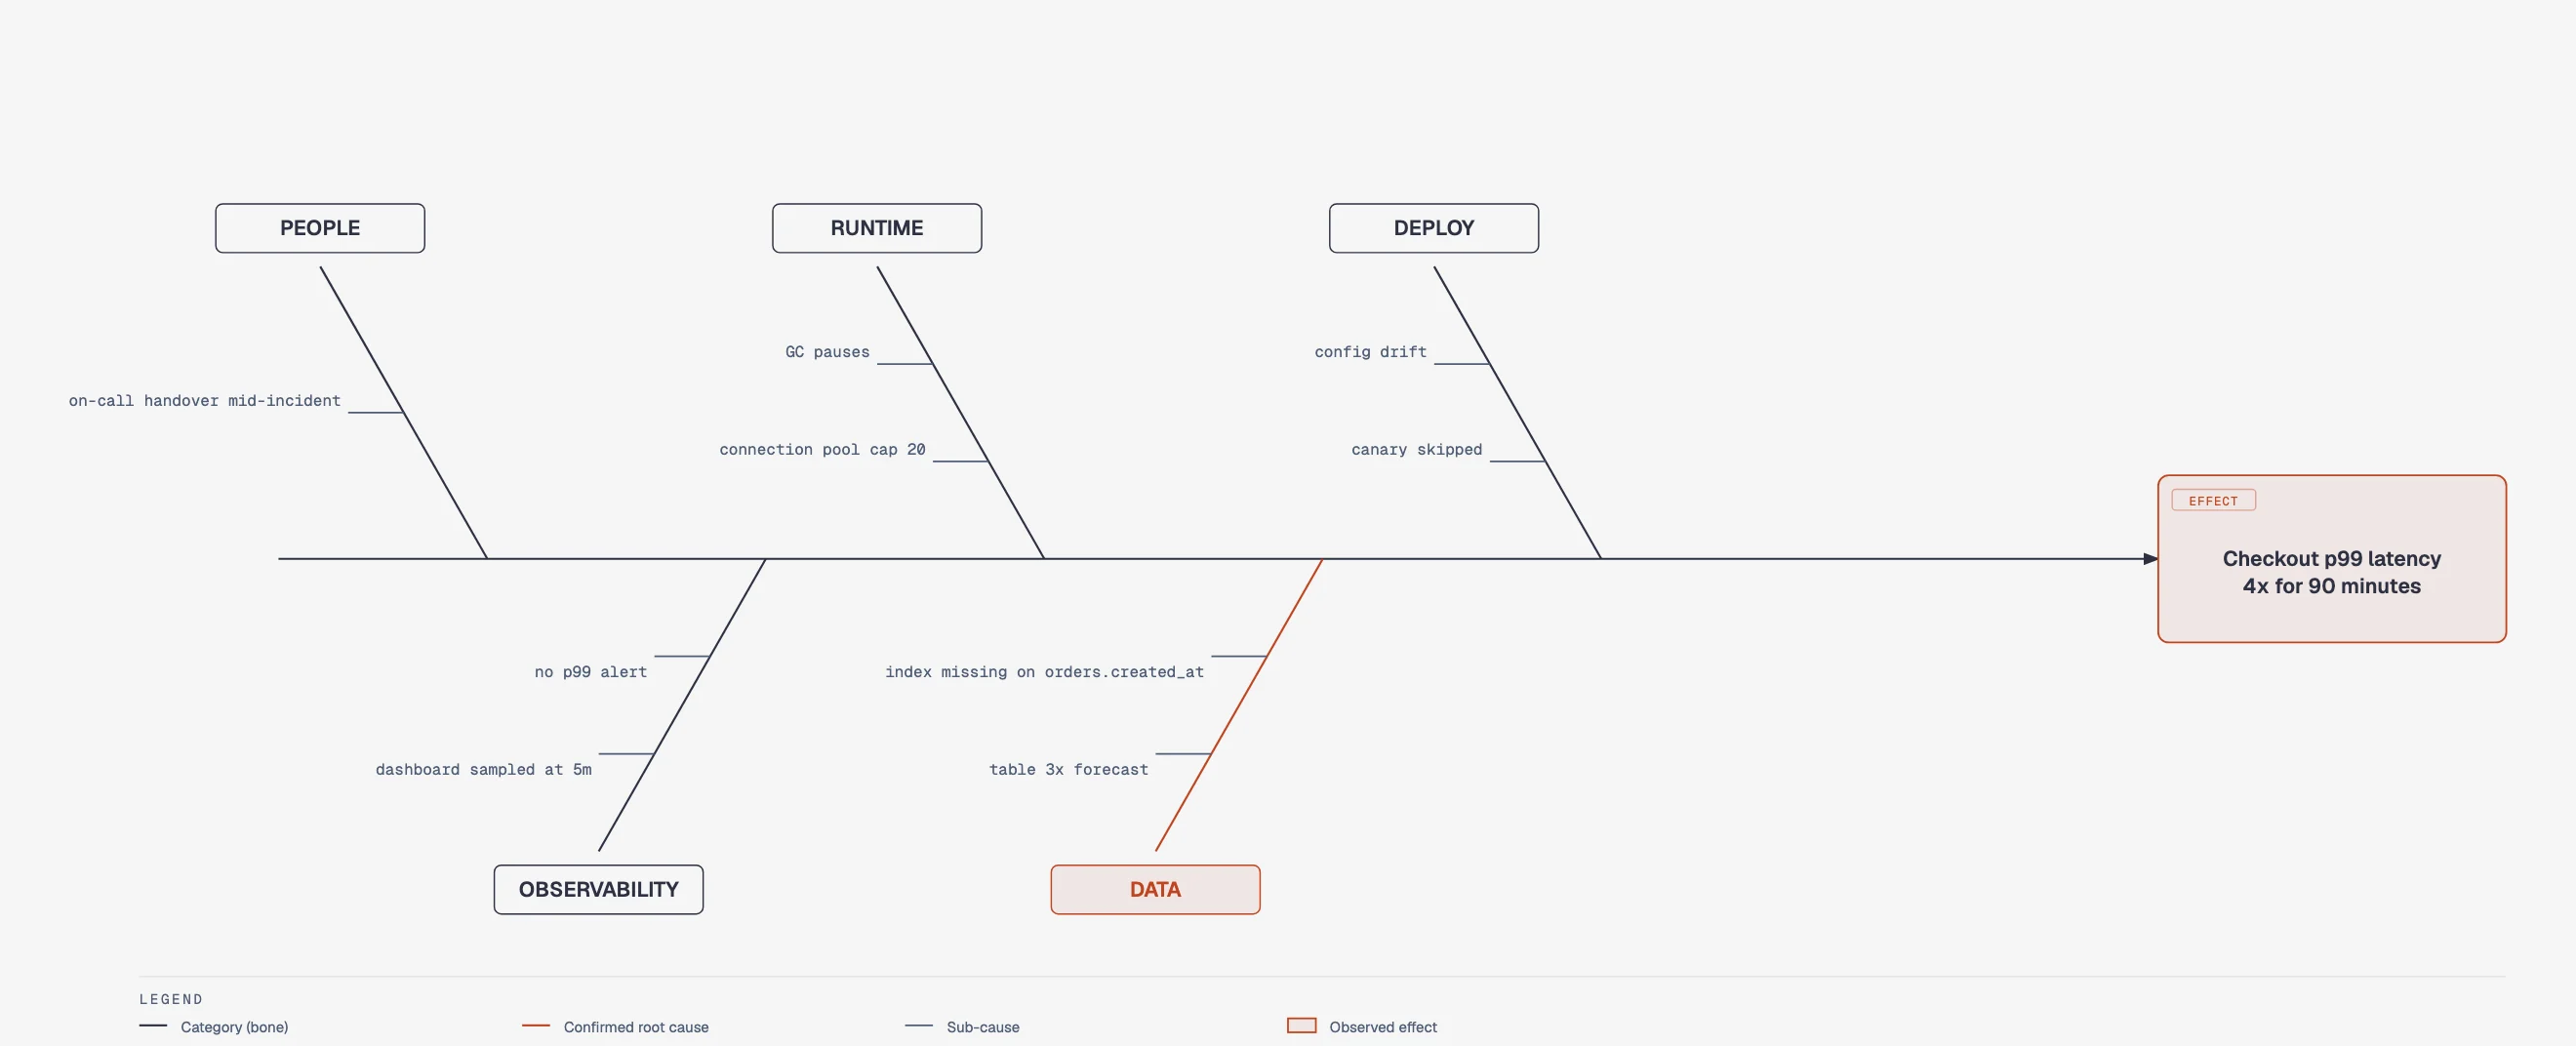 PEOPLE
RUNTIME
DEPLOY
GC pauses
config drift
on-call handover mid-incident
connection pool cap 20
canary skipped
EFFECT
Checkout p99 latency
4x for 90 minutes
no p99 alert
index missing on orders.created_at
dashboard sampled at 5m
table 3x forecast
OBSERVABILITY
DATA
LEGEND
Category (bone)
Confirmed root cause
Sub-cause
Observed effect